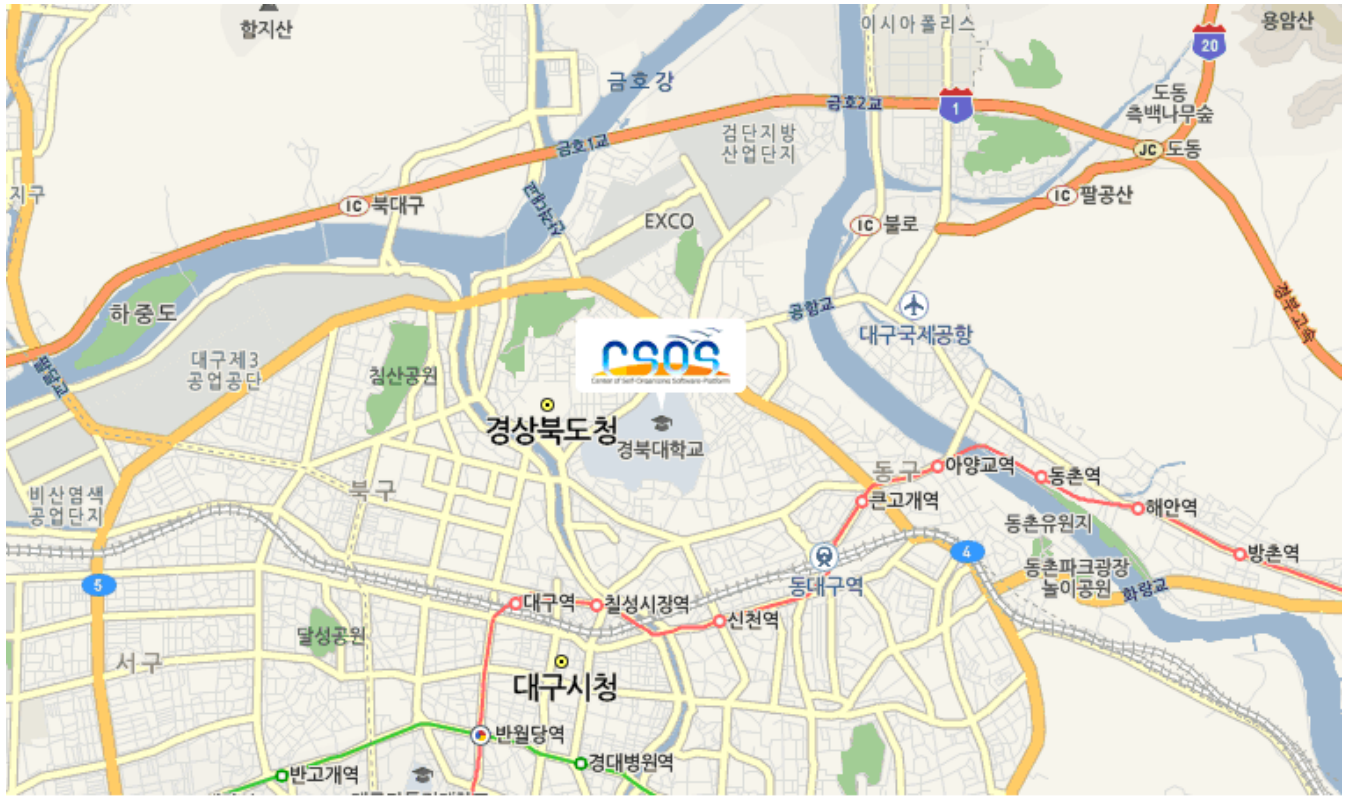 함지산
이시아폴리스
용암산
20
금호강
금호2교
1
도동
측백나무숲
금호1교
검단지방
산업단지
JC 도동
지구
IC 북대구
EXCO
IC 불로
IC 팔공산
하중도
공항교
경부고속
대구국제공항
대구제3
공업공단
침산공원
CSOS
Center of Self-Organizing Software-Platform
경상북도청
경북대학교
동구
아양교역
동촌역
북구
비산염색
공업단지
큰고개역
해안역
동촌유원지
방촌역
4
5
동대구역
동촌파크광장
놀이공원
화랑교
대구역
칠성시장역
신천역
달성공원
서구
대구시청
반월당역
경대병원역
반고개역